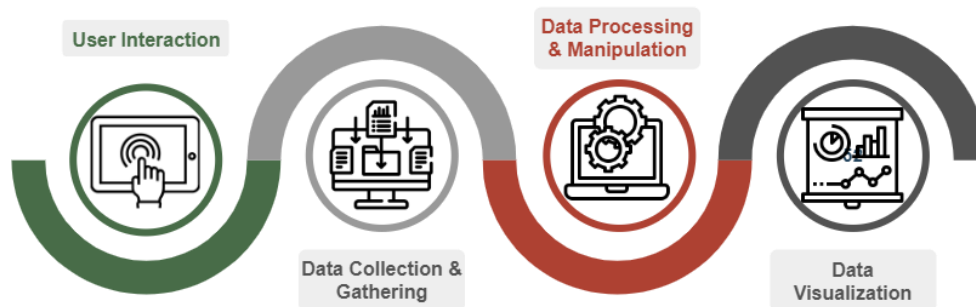 User Interaction
Data Collection &
Gathering
Data Processing
& Manipulation
Data
Visualization